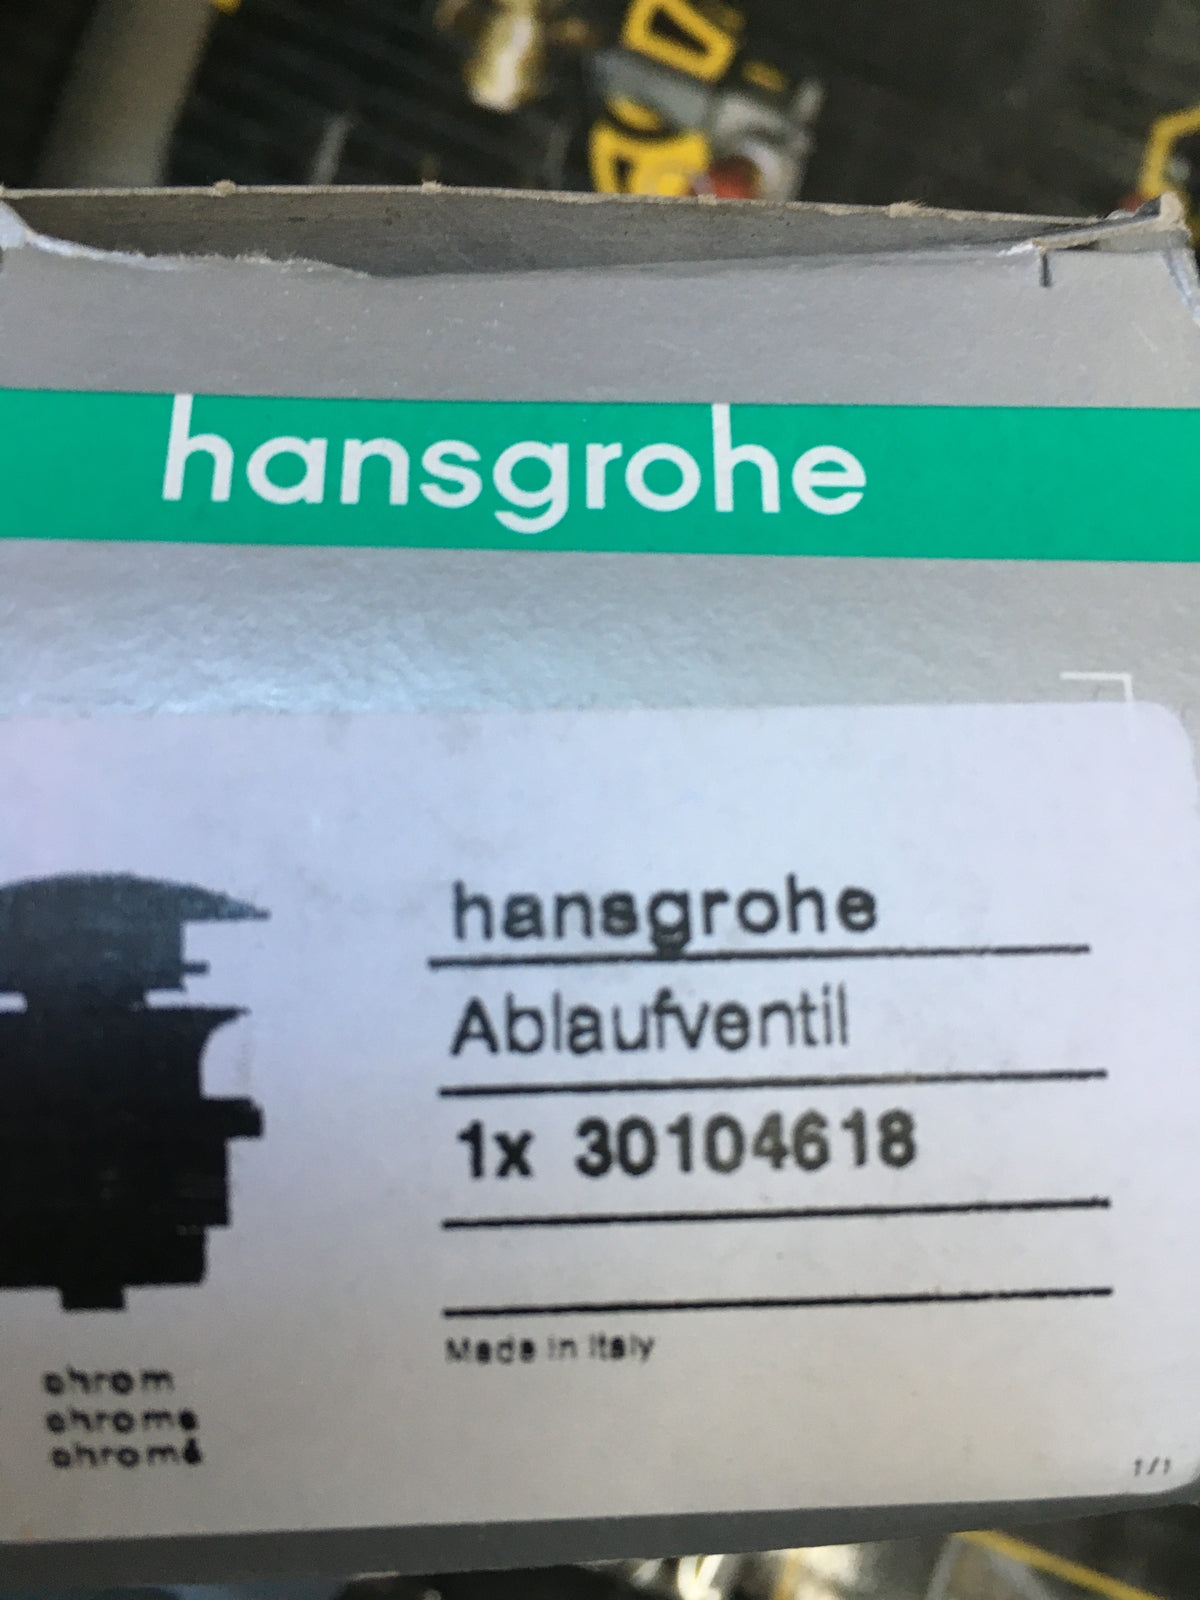 hansgrohe
hansgrohe
Ablaufventil
1x 30104618
Made in Italy
chrom
chrome
chromé
1/1